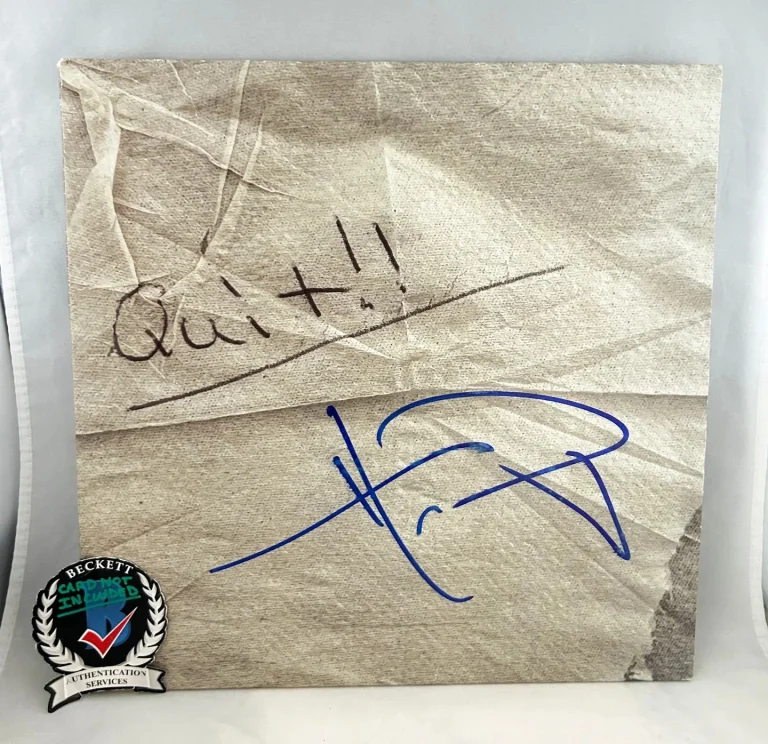 Quit!!
BECKETT
CARD NOT
INCLUDED
B
AUTHENTICATION
SERVICES